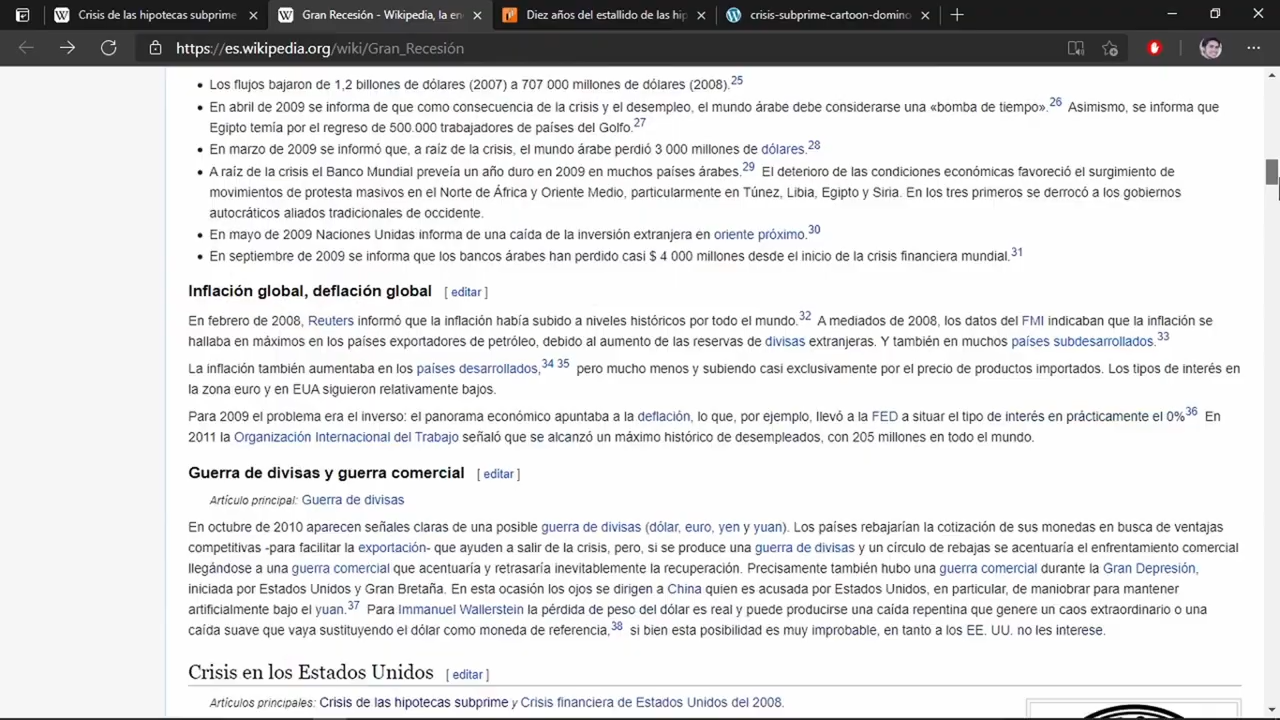 Crisis de las hipotecas subprime
Gran Recesión - Wikipedia, la en
Diez años del estallido de las hip
crisis-subprime-cartoon-domino
https://es.wikipedia.org/wiki/Gran_Recesión
Los flujos bajaron de 1,2 billones de dólares (2007) a 707 000 millones de dólares (2008).25
En abril de 2009 se informa de que como consecuencia de la crisis y el desempleo, el mundo árabe debe considerarse una «bomba de tiempo».26 Asimismo, se informa que
Egipto temía por el regreso de 500.000 trabajadores de países del Golfo.27
En marzo de 2009 se informó que, a raíz de la crisis, el mundo árabe perdió 3 000 millones de dólares.28
A raíz de la crisis el Banco Mundial preveía un año duro en 2009 en muchos países árabes.29 El deterioro de las condiciones económicas favoreció el surgimiento de
movimientos de protesta masivos en el Norte de África y Oriente Medio, particularmente en Túnez, Libia, Egipto y Siria. En los tres primeros se derrocó a los gobiernos
autocráticos aliados tradicionales de occidente.
En mayo de 2009 Naciones Unidas informa de una caída de la inversión extranjera en oriente próximo.30
En septiembre de 2009 se informa que los bancos árabes han perdido casi $ 4 000 millones desde el inicio de la crisis financiera mundial.31
Inflación global, deflación global [ editar ]
En febrero de 2008, Reuters informó que la inflación había subido a niveles históricos por todo el mundo.32 A mediados de 2008, los datos del FMI indicaban que la inflación se
hallaba en máximos en los países exportadores de petróleo, debido al aumento de las reservas de divisas extranjeras. Y también en muchos países subdesarrollados.33
La inflación también aumentaba en los países desarrollados,34 35 pero mucho menos y subiendo casi exclusivamente por el precio de productos importados. Los tipos de interés en
la zona euro y en EUA siguieron relativamente bajos.
Para 2009 el problema era el inverso: el panorama económico apuntaba a la deflación, lo que, por ejemplo, llevó a la FED a situar el tipo de interés en prácticamente el 0%36 En
2011 la Organización Internacional del Trabajo señaló que se alcanzó un máximo histórico de desempleados, con 205 millones en todo el mundo.
Guerra de divisas y guerra comercial [ editar ]
Artículo principal: Guerra de divisas
En octubre de 2010 aparecen señales claras de una posible guerra de divisas (dólar, euro, yen y yuan). Los países rebajarían la cotización de sus monedas en busca de ventajas
competitivas -para facilitar la exportación- que ayuden a salir de la crisis, pero, si se produce una guerra de divisas y un círculo de rebajas se acentuaría el enfrentamiento comercial
llegándose a una guerra comercial que acentuaría y retrasaría inevitablemente la recuperación. Precisamente también hubo una guerra comercial durante la Gran Depresión,
iniciada por Estados Unidos y Gran Bretaña. En esta ocasión los ojos se dirigen a China quien es acusada por Estados Unidos, en particular, de maniobrar para mantener
artificialmente bajo el yuan.37 Para Immanuel Wallerstein la pérdida de peso del dólar es real y puede producirse una caída repentina que genere un caos extraordinario o una
caída suave que vaya sustituyendo el dólar como moneda de referencia,38 si bien esta posibilidad es muy improbable, en tanto a los EE. UU. no les interese.
Crisis en los Estados Unidos [ editar ]
Artículos principales: Crisis de las hipotecas subprime y Crisis financiera de Estados Unidos del 2008.